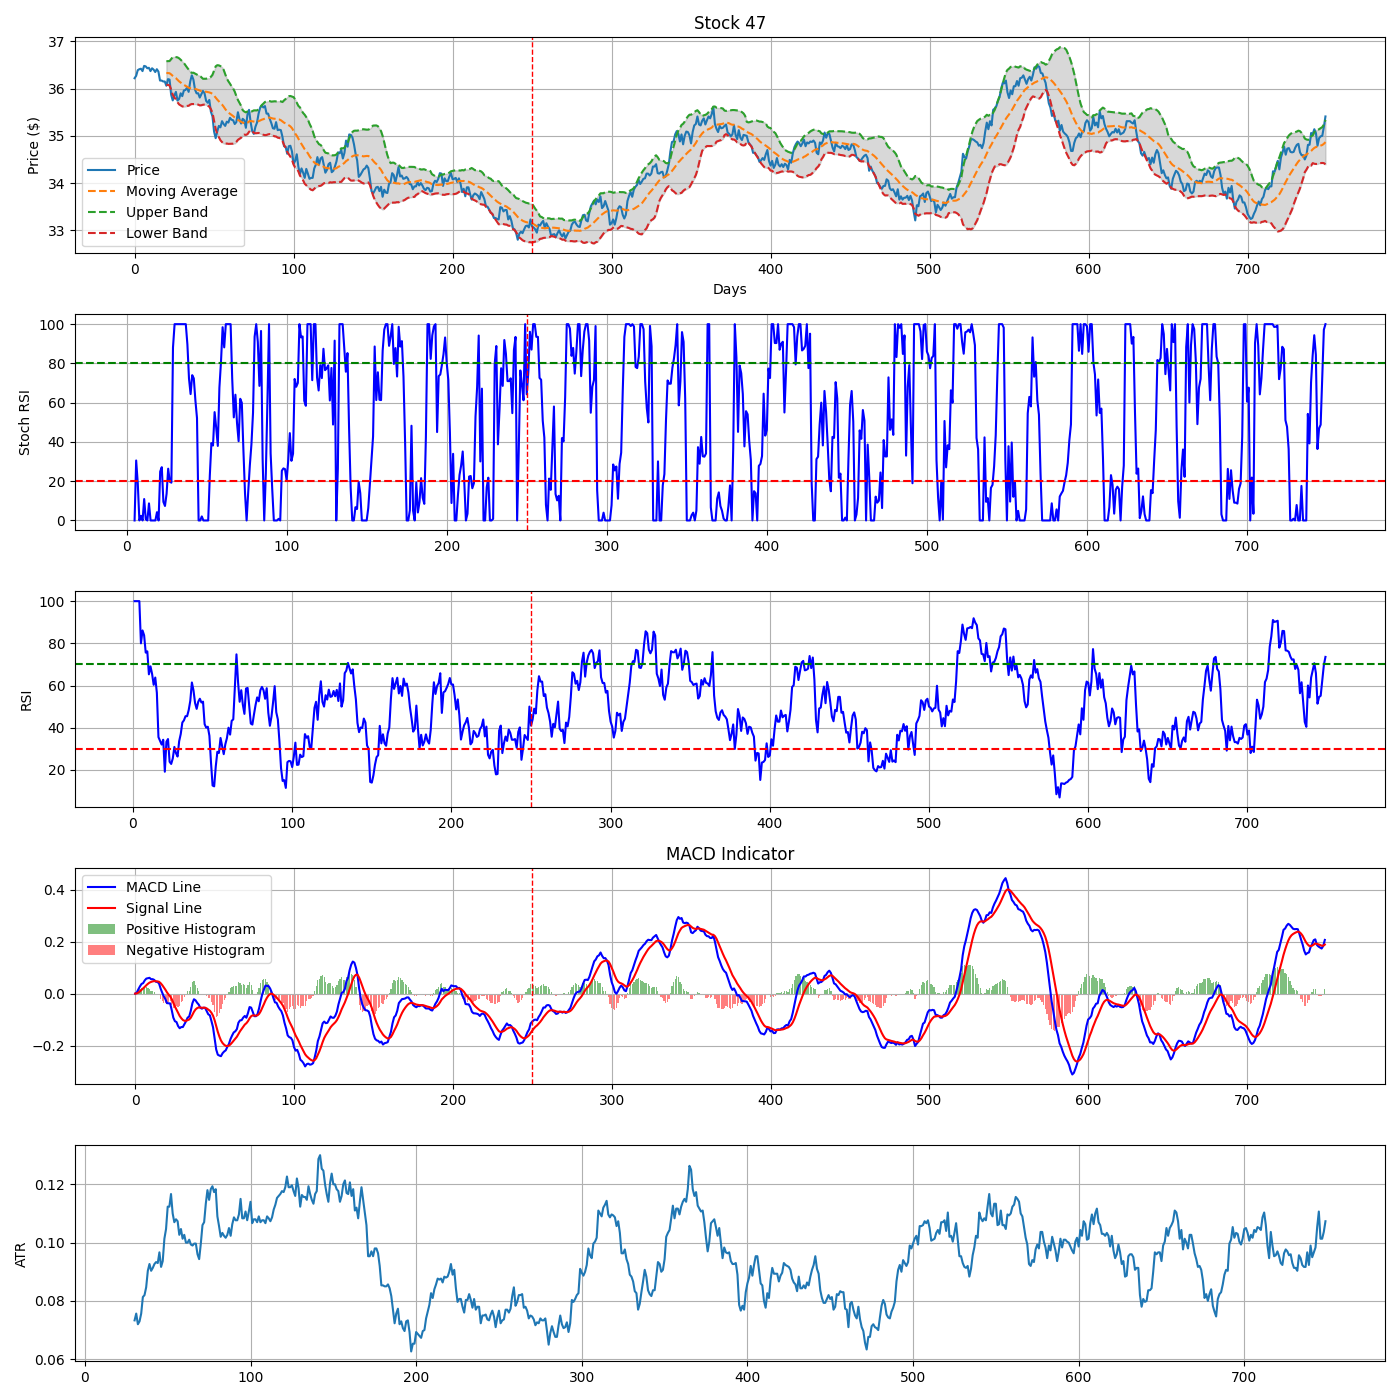 Stock 47
Price ($)
37
36
35
34
33
Price
Moving Average
Upper Band
Lower Band
0 100 200 300 400 500 600 700
Days
Stoch RSI
100
80
60
40
20
0
0 100 200 300 400 500 600 700
RSI
100
80
60
40
20
0 100 200 300 400 500 600 700
MACD Indicator
0.4
0.2
0.0
−0.2
MACD Line
Signal Line
Positive Histogram
Negative Histogram
0 100 200 300 400 500 600 700
ATR
0.12
0.10
0.08
0.06
0 100 200 300 400 500 600 700